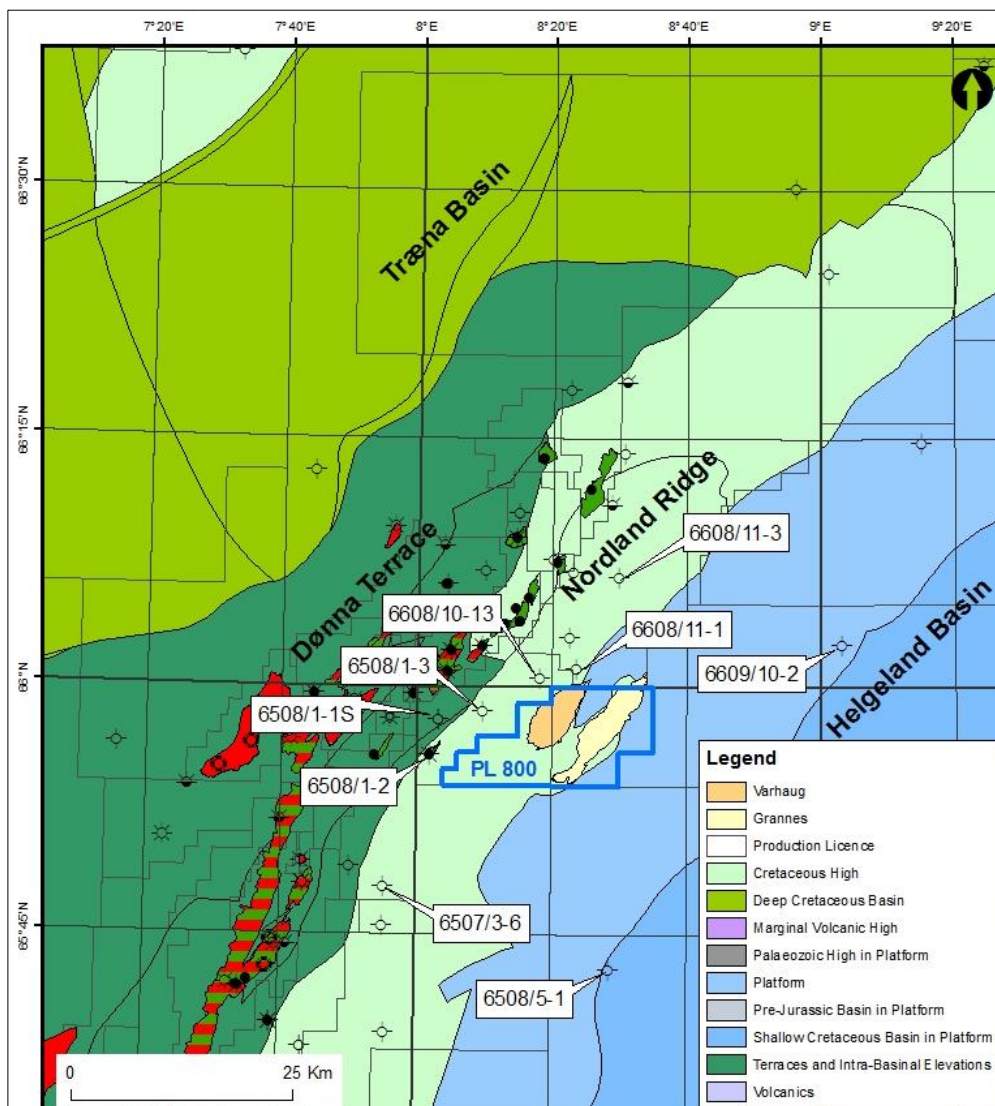 7°20'E 7°40'E 8°E 8°20'E 8°40'E 9°E 9°20'E
66°30'N
Træna Basin
66°15'N
Nordland Ridge
6608/11-3
Dønna Terrace
6608/10-13
6608/11-1
6508/1-3
6609/10-2
66°N
Helgeland Basin
6508/1-1S
6508/1-2
PL 800
Legend
Varhaug
Grannes
Production Licence
Cretaceous High
Deep Cretaceous Basin
Marginal Volcanic High
Palaeozoic High in Platform
Platform
Pre-Jurassic Basin in Platform
Shallow Cretaceous Basin in Platform
Terraces and Intra-Basinal Elevations
Volcanics
65°45'N
6507/3-6
6508/5-1
0 25 Km